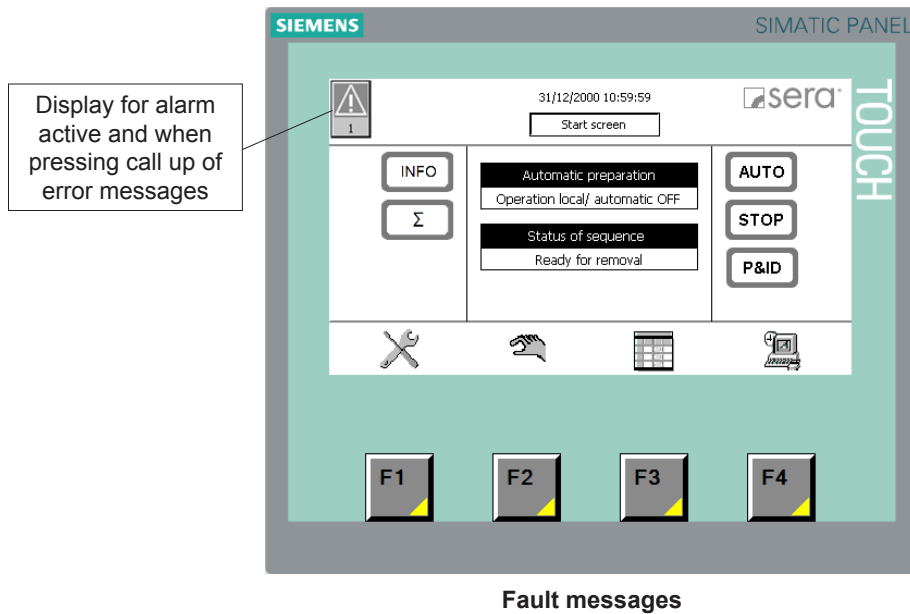 SIEMENS
SIMATIC PANEL
TOUCH
Display for alarm
active and when
pressing call up of
error messages
1
31/12/2000 10:59:59
Start screen
sera
INFO
Σ
Automatic preparation
Operation local/ automatic OFF
Status of sequence
Ready for removal
AUTO
STOP
P&ID
F1
F2
F3
F4
Fault messages